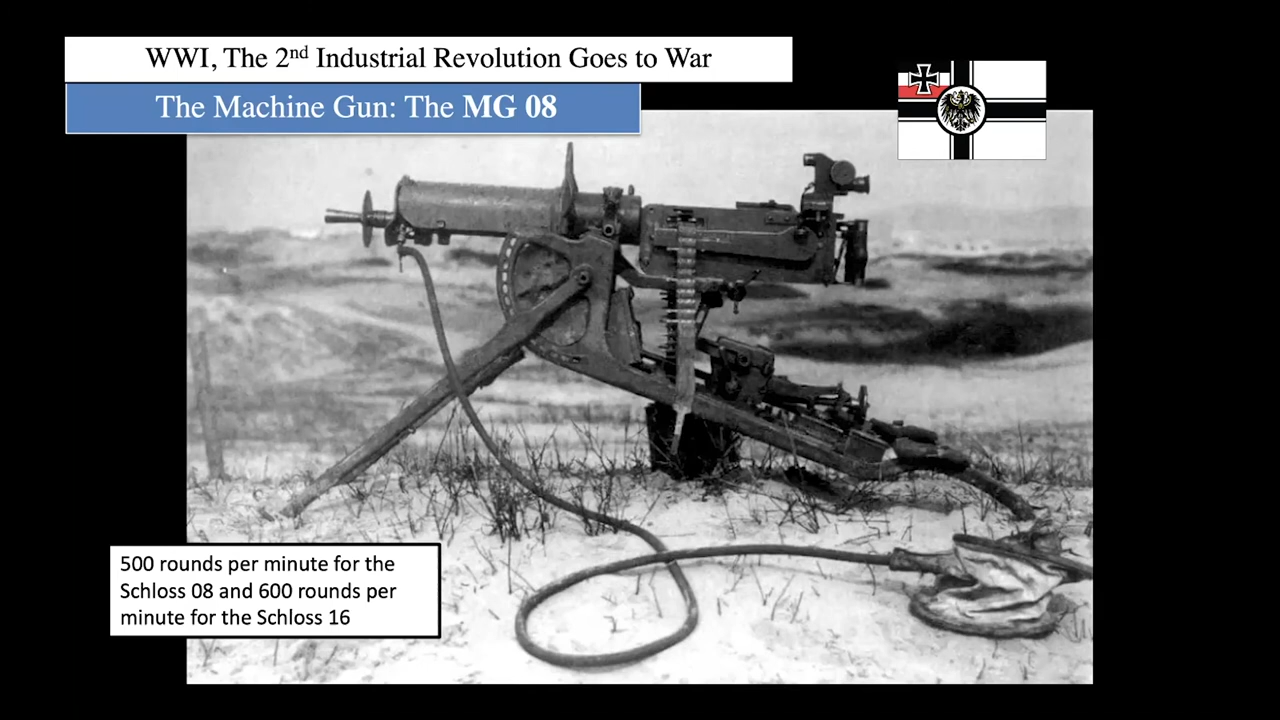 WWI, The 2nd Industrial Revolution Goes to War
The Machine Gun: The MG 08
500 rounds per minute for the
Schloss 08 and 600 rounds per
minute for the Schloss 16